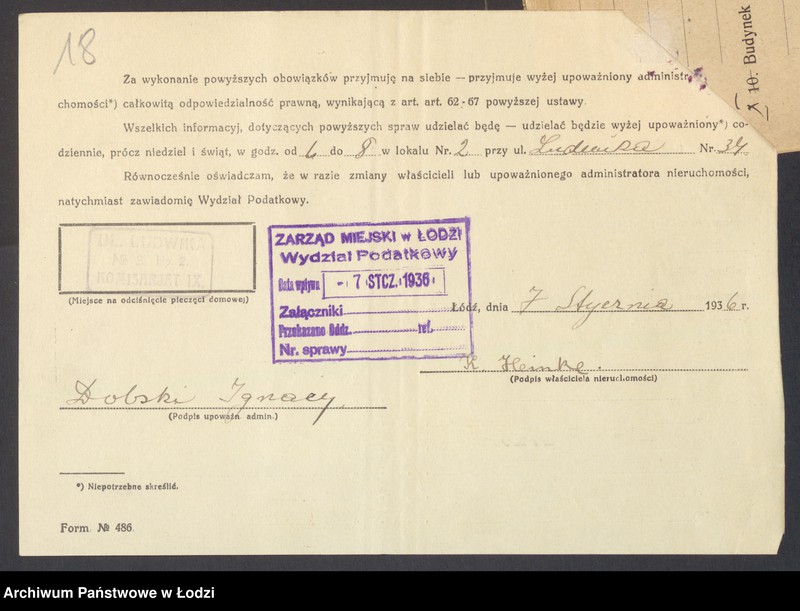 18
10. Budynek
Za wykonanie powyższych obowiązków przyjmuję na siebie — przyjmuje wyżej upoważniony administr
chomości*) całkowitą odpowiedzialność prawną, wynikającą z art. art. 62-67 powyższej ustawy.
Wszelkich informacyj, dotyczących powyższych spraw udzielać będę — udzielać będzie wyżej upoważniony*) co-
dziennie, prócz niedziel i świąt, w godz. od 6 do 8 w lokalu Nr. 2 przy ul. Ludwika Nr. 34
Równocześnie oświadczam, że w razie zmiany właścicieli lub upoważnionego administratora nieruchomości,
natychmiast zawiadomię Wydział Podatkowy.
UL. LUDWIKA
KOMISARJAT IX.
(Miejsce na odciśnięcie pieczęci domowej)
ZARZĄD MIEJSKI w ŁODZI
Wydział Podatkowy
Data wpływu - 7 STCZ. 1936
Załączniki
Przekazano Oddz. ref.
Nr. sprawy
Łódź, dnia 7 Stycznia 1936 r.
K. Heinke.
(Podpis właściciela nieruchomości)
Dobski Ignacy
(Podpis upoważn admin.)
*) Niepotrzebne skreślić.
Form. № 486.
Archiwum Państwowe w Łodzi